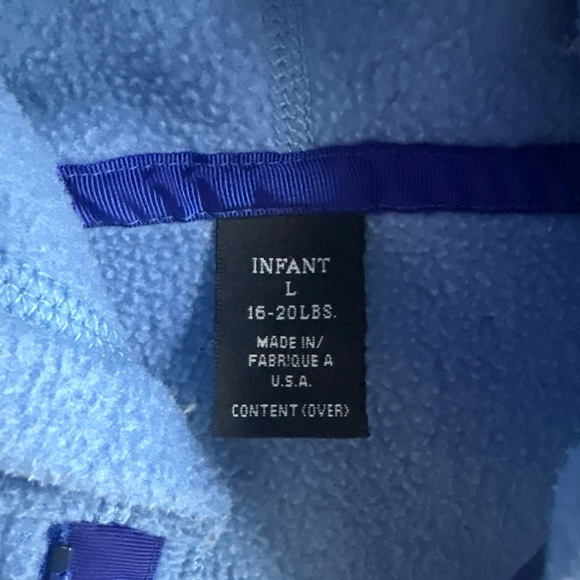 INFANT
L
16-20LBS.
MADE IN/
FABRIQUE A
U.S.A.
CONTENT (OVER)